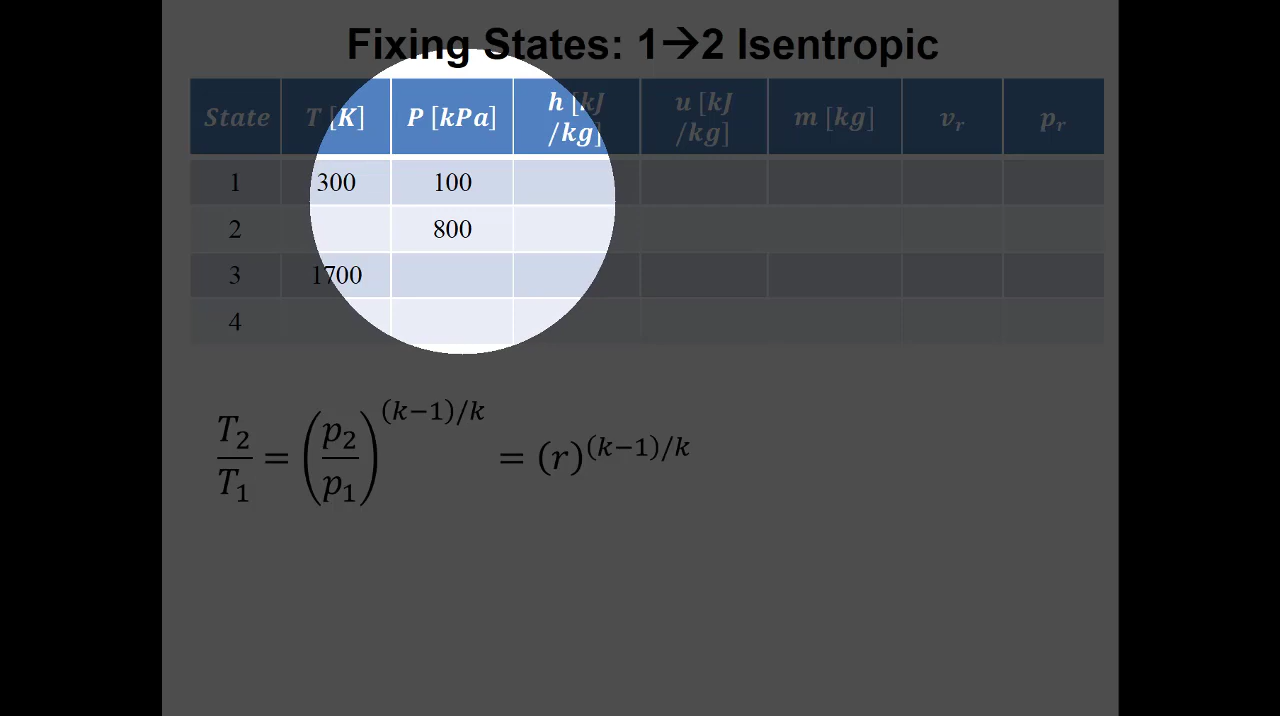 Fixing States: 1→2 Isentropic
State T [K] P [kPa] h [kJ/kg] u [kJ/kg] m [kg] v_r p_r
1 300 100
2 800
3 1700
4
T_2/T_1 = (p_2/p_1)^{(k−1)/k} = (r)^{(k−1)/k}